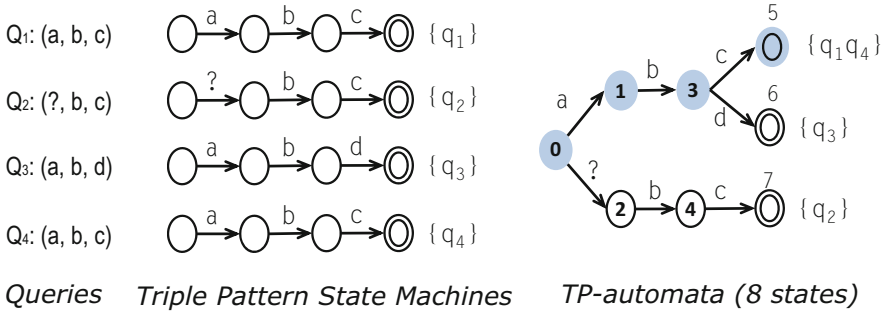 Q1: (a, b, c) a b c {q1}
Q2: (?, b, c) ? b c {q2}
Q3: (a, b, d) a b d {q3}
Q4: (a, b, c) a b c {q4}
Queries
Triple Pattern State Machines
5
a 1 b 3 c {q1q4}
6
d {q3}
0
? 2 b 4 c 7 {q2}
TP-automata (8 states)